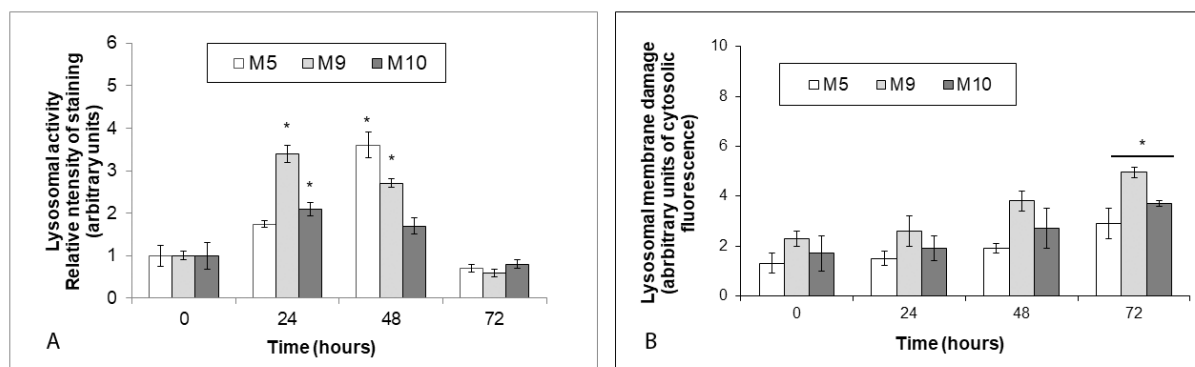 6
5
4
3
2
1
0
Lysosomal activity
Relative ntensity of staining
(arbitrary units)
M5 M9 M10
*
*
*
*
0 24 48 72
Time (hours)
A
10
8
6
4
2
0
Lysosomal membrane damage
(abrbitrary units of cytosolic
fluorescence)
M5 M9 M10
*
0 24 48 72
Time (hours)
B